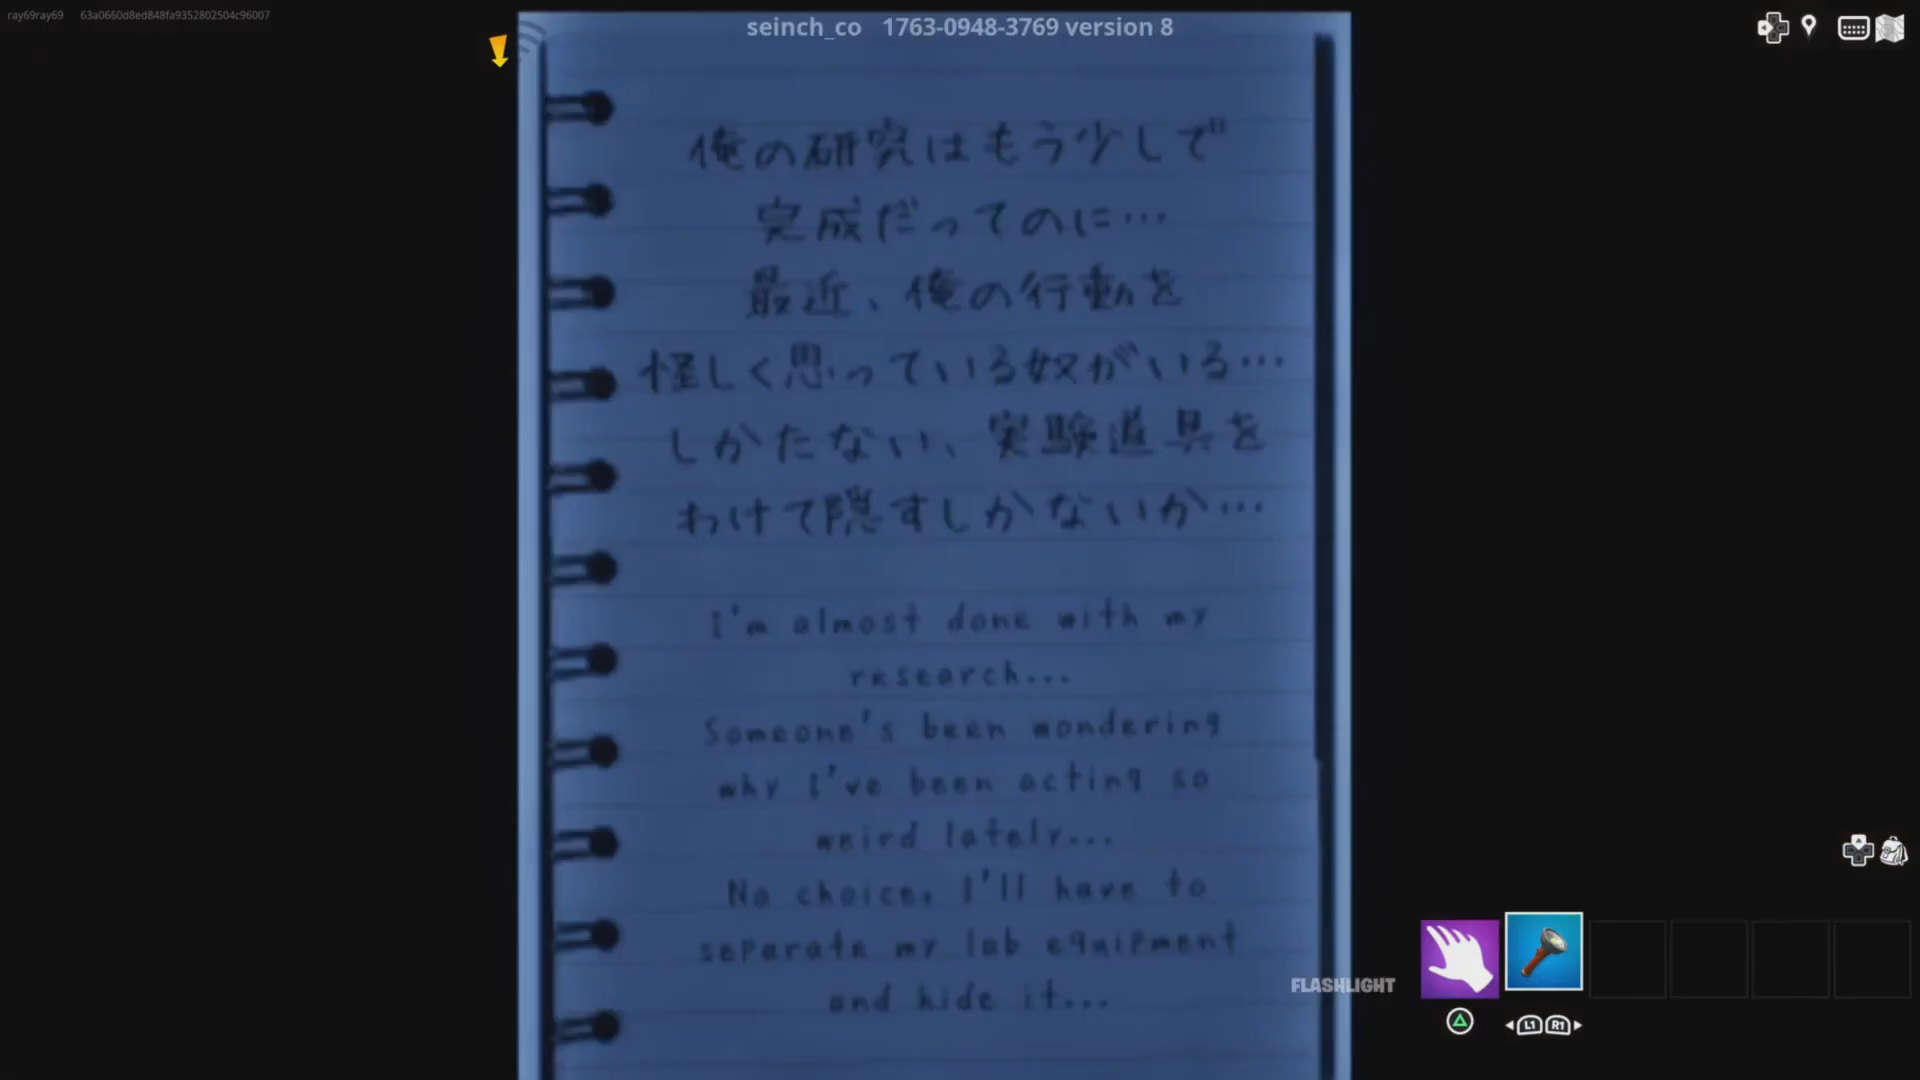 ray69ray69 63a0660d8ed848fa9352802504c96007
seinch_co 1763-0948-3769 version 8
俺の研究はもう少しで
完成だってのに…
最近、俺の行動を
怪しく思っている奴がいる…
しかたない、実験道具を
わけて隠すしかないか…
I'm almost done with my
research...
Someone's been wondering
why I've been acting so
weird lately...
No choice, I'll have to
separate my lab equipment
and hide it...
FLASHLIGHT
L1 R1